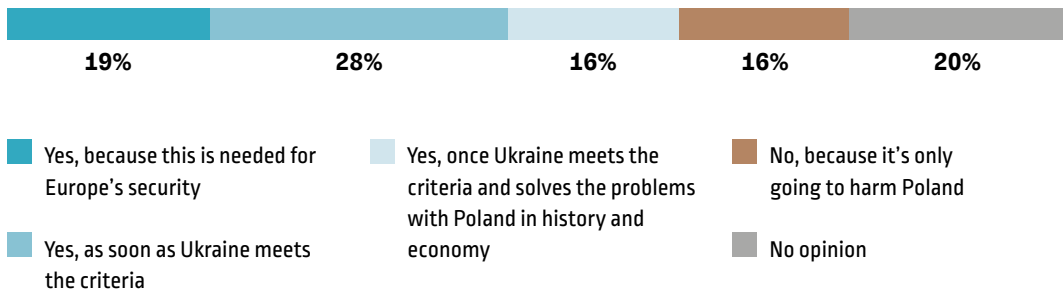 19%
28%
16%
16%
20%
Yes, because this is needed for
Europe's security
Yes, as soon as Ukraine meets
the criteria
Yes, once Ukraine meets the
criteria and solves the problems
with Poland in history and
economy
No, because it's only
going to harm Poland
No opinion